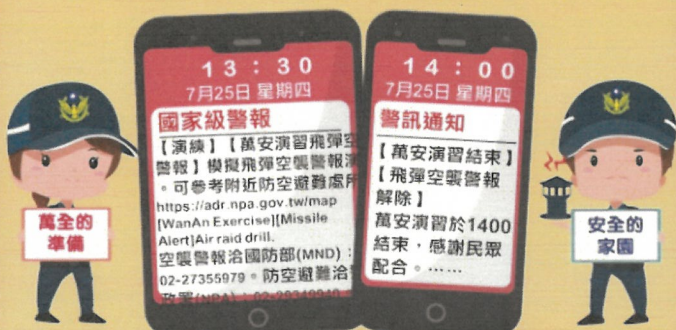 13:30
7月25日 星期四
國家級警報
【演練】【萬安演習飛彈空
警報】模擬飛彈空襲警報演
。可參考附近防空避難處所
https://adr.npa.gov.tw/map
[WanAn Exercise][Missile
Alert]Air raid drill.
空襲警報洽國防部(MND):
02-27355979。防空避難洽警
政署(NPA):
14:00
7月25日 星期四
警訊通知
【萬安演習結束】
【飛彈空襲警報
解除】
萬安演習於1400
結束,感謝民眾
配合。……
萬全的
準備
安全的
家園